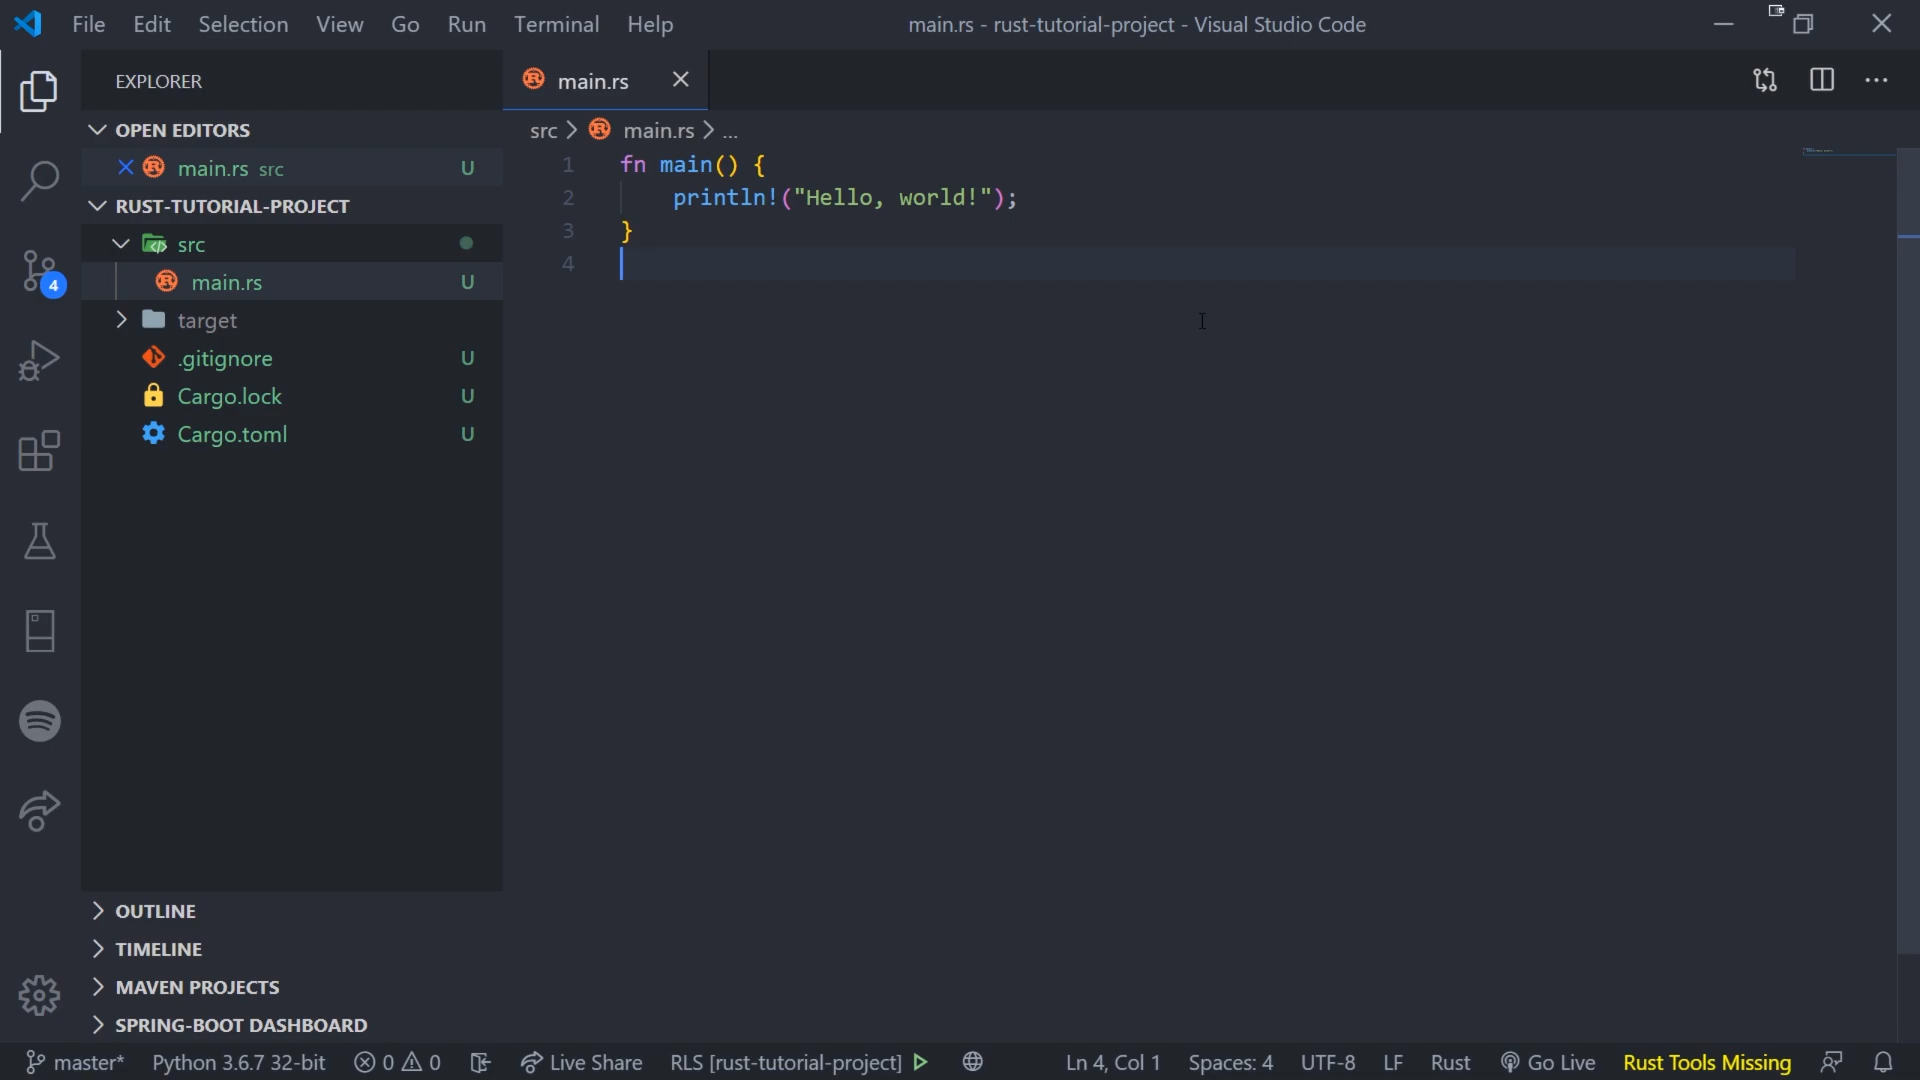 File Edit Selection View Go Run Terminal Help main.rs - rust-tutorial-project - Visual Studio Code
EXPLORER
main.rs
OPEN EDITORS
main.rs src U
RUST-TUTORIAL-PROJECT
src
main.rs U
target
.gitignore U
Cargo.lock U
Cargo.toml U
4
src > main.rs > ...
1 fn main() {
2 println!("Hello, world!");
3 }
4
OUTLINE
TIMELINE
MAVEN PROJECTS
SPRING-BOOT DASHBOARD
master* Python 3.6.7 32-bit 0 0 Live Share RLS [rust-tutorial-project] Ln 4, Col 1 Spaces: 4 UTF-8 LF Rust Go Live Rust Tools Missing